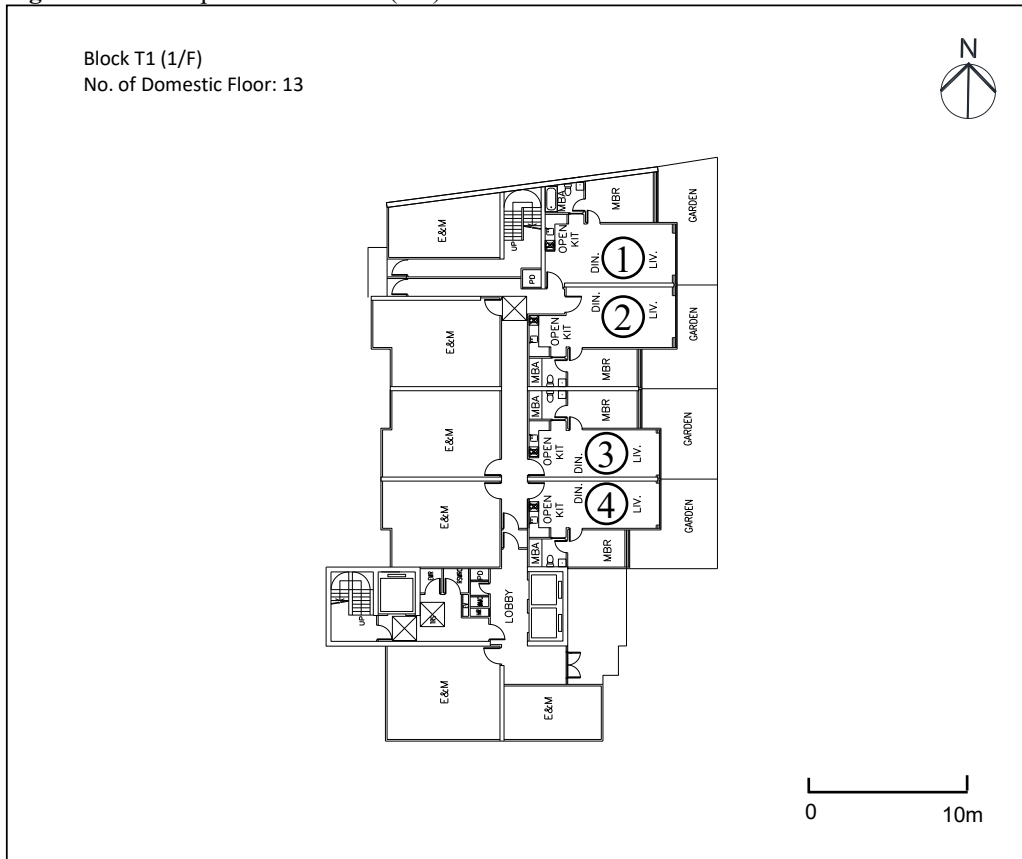 Block T1 (1/F)
No. of Domestic Floor: 13
N
MBA
MBR
GARDEN
E&M
UP
OPEN
KIT
DIN.
1
LIV.
PD
DIN.
2
LIV.
GARDEN
E&M
OPEN
KIT
MBA
MBR
MBA
MBR
GARDEN
E&M
OPEN
KIT
DIN.
3
LIV.
E&M
OPEN
KIT
DIN.
4
LIV.
GARDEN
MBA
MBR
PD
UP
LOBBY
E&M
E&M
0
10m